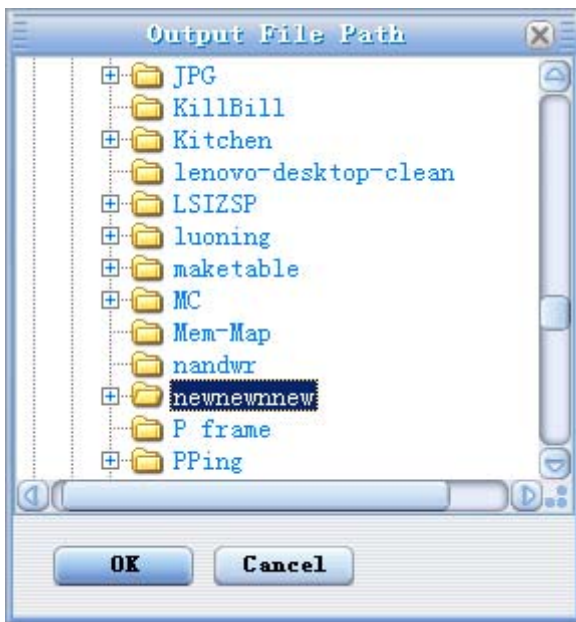 Output File Path
JPG
KillBill
Kitchen
lenovo-desktop-clean
LSIZSP
luoning
maketable
MC
Mem-Map
nandwr
newnewnnew
P frame
PPing
OK Cancel